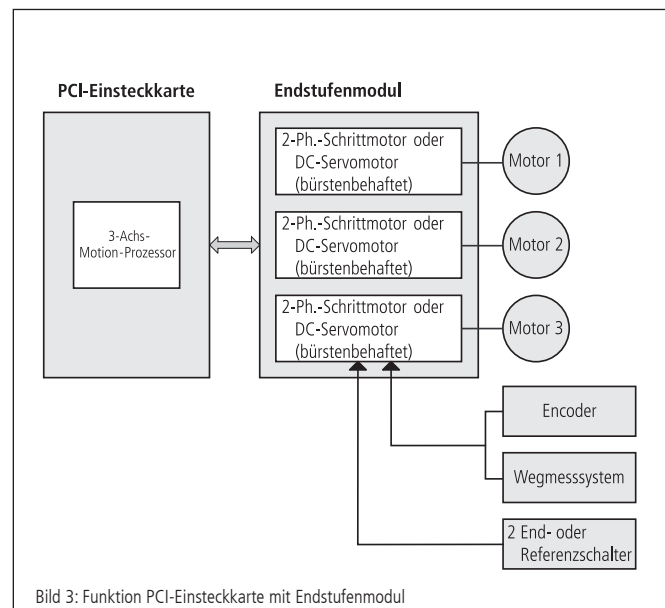 PCI-Einsteckkarte
Endstufenmodul
3-Achs-
Motion-Prozessor
2-Ph.-Schrittmotor oder
DC-Servomotor
(bürstenbehaftet)
Motor 1
2-Ph.-Schrittmotor oder
DC-Servomotor
(bürstenbehaftet)
Motor 2
2-Ph.-Schrittmotor oder
DC-Servomotor
(bürstenbehaftet)
Motor 3
Encoder
Wegmesssystem
2 End- oder
Referenzschalter
Bild 3: Funktion PCI-Einsteckkarte mit Endstufenmodul